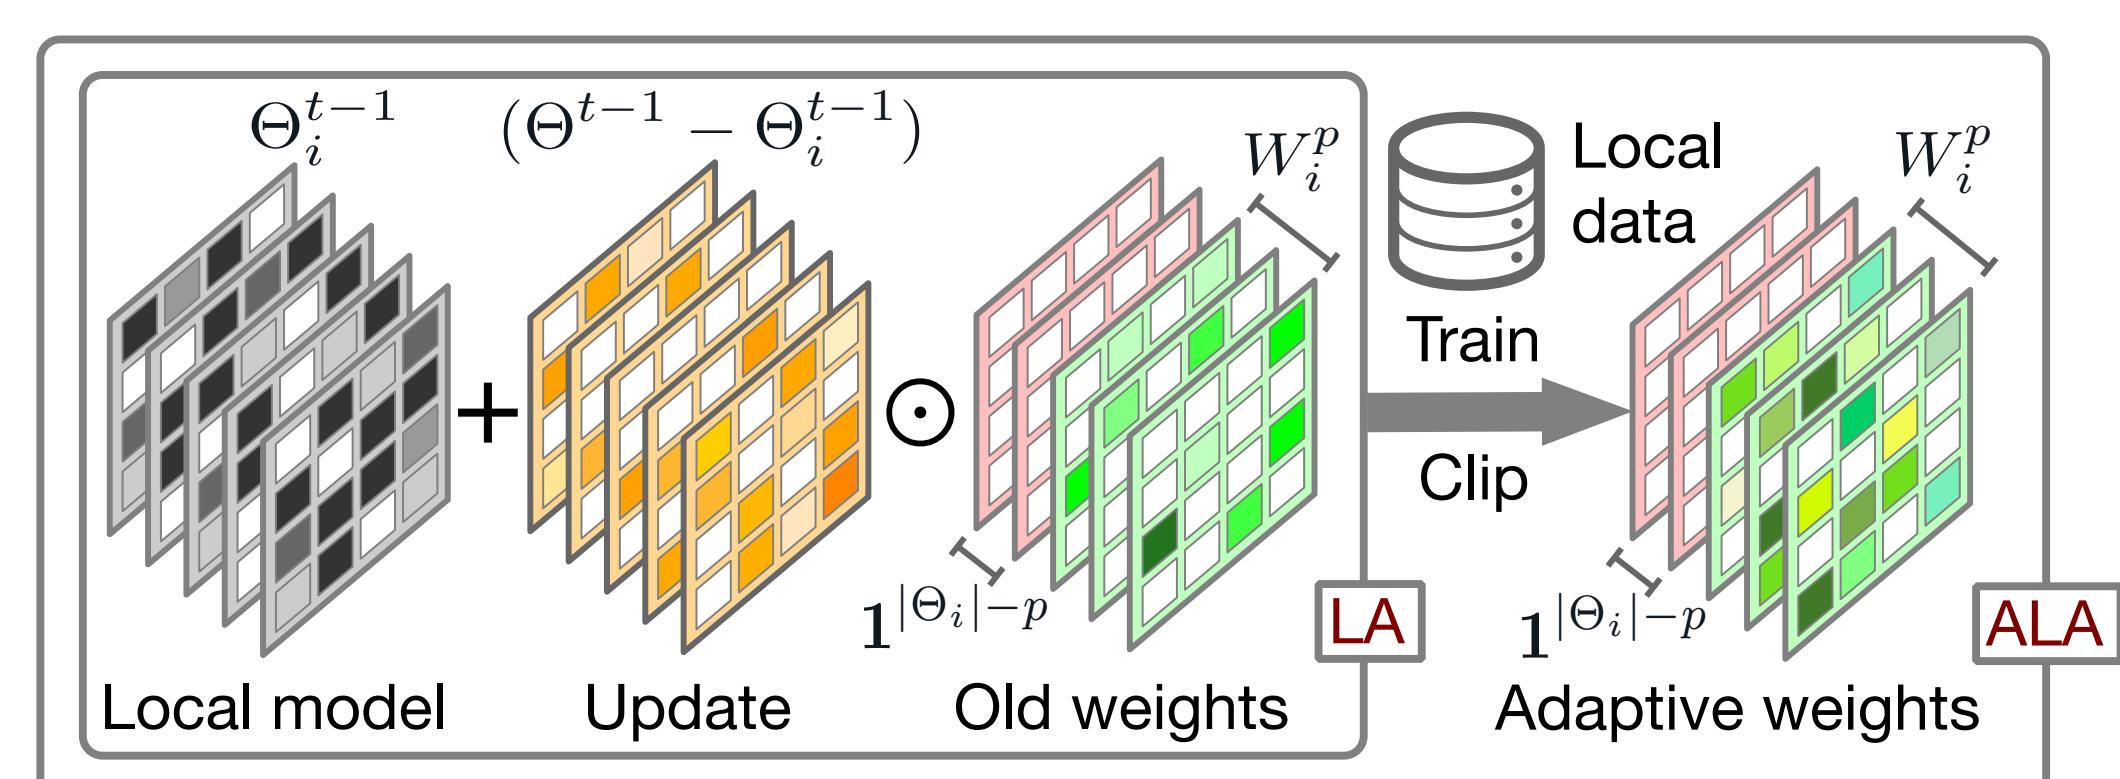 Θ_i^{t−1}
(Θ^{t−1} − Θ_i^{t−1})
W_i^p
Local
data
W_i^p
Train
+
⊙
Clip
1^{|Θ_i|−p}
LA
1^{|Θ_i|−p}
ALA
Local model
Update
Old weights
Adaptive weights